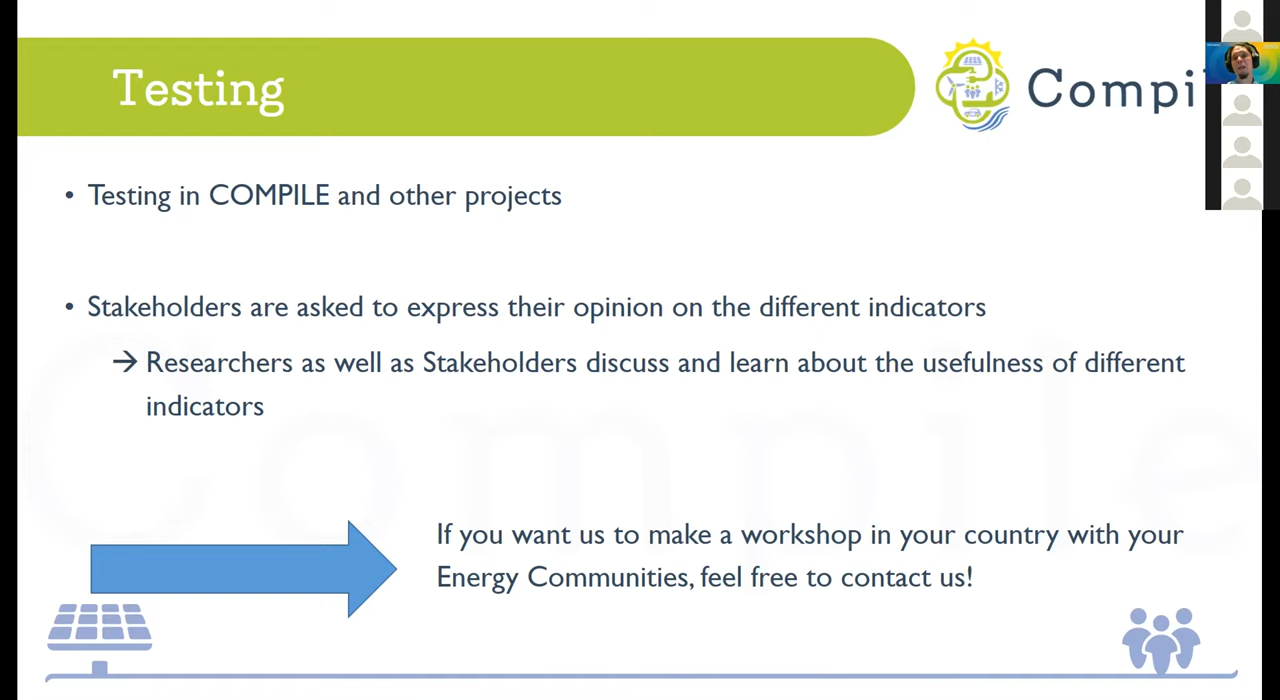 Testing
Compi
• Testing in COMPILE and other projects
• Stakeholders are asked to express their opinion on the different indicators
→ Researchers as well as Stakeholders discuss and learn about the usefulness of different
indicators
Compile
If you want us to make a workshop in your country with your
Energy Communities, feel free to contact us!